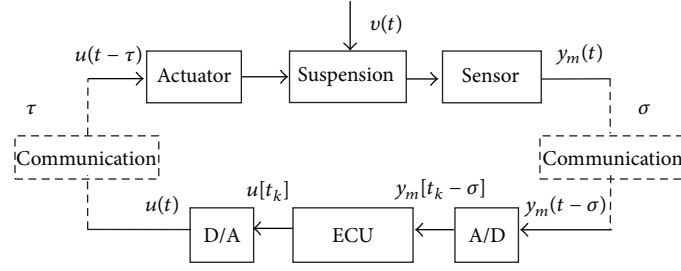 υ(t)
u(t − τ)
Actuator
Suspension
Sensor
y_m(t)
τ
σ
Communication
Communication
u(t)
u[t_k]
y_m[t_k − σ]
y_m(t − σ)
D/A
ECU
A/D